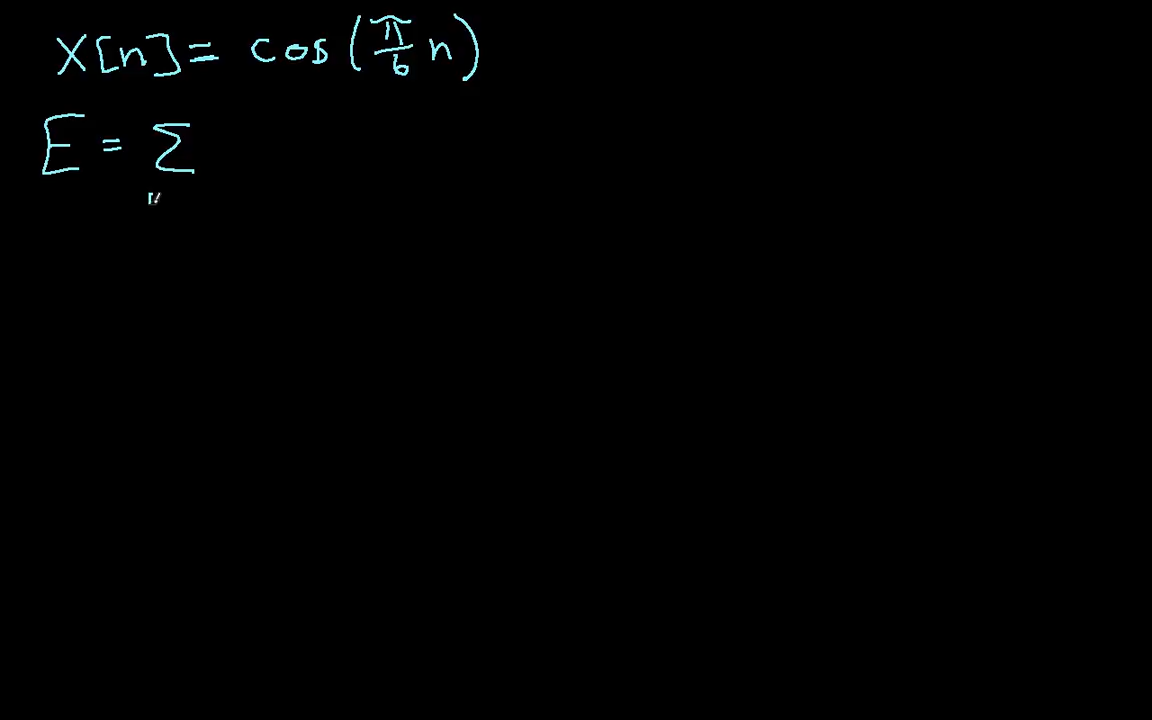 x[n] = cos(π/6 n)
E = Σ
n